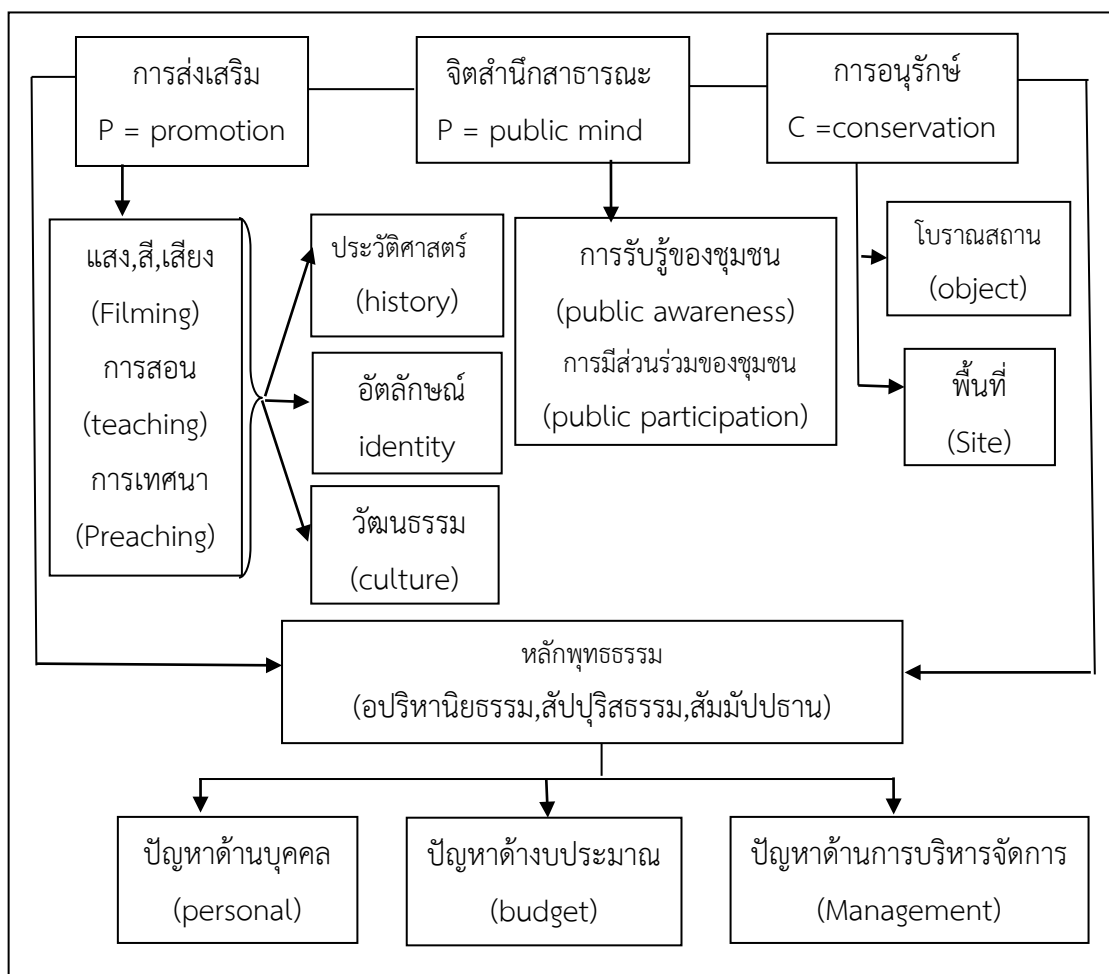 การส่งเสริม
P = promotion
จิตสำนึกสาธารณะ
P = public mind
การอนุรักษ์
C =conservation
แสง,สี,เสียง
(Filming)
การสอน
(teaching)
การเทศนา
(Preaching)
ประวัติศาสตร์
(history)
อัตลักษณ์
identity
วัฒนธรรม
(culture)
การรับรู้ของชุมชน
(public awareness)
การมีส่วนร่วมของชุมชน
(public participation)
โบราณสถาน
(object)
พื้นที่
(Site)
หลักพุทธธรรม
(อปริหานิยธรรม,สัปปุริสธรรม,สัมมัปปธาน)
ปัญหาด้านบุคคล
(personal)
ปัญหาด้างบประมาณ
(budget)
ปัญหาด้านการบริหารจัดการ
(Management)